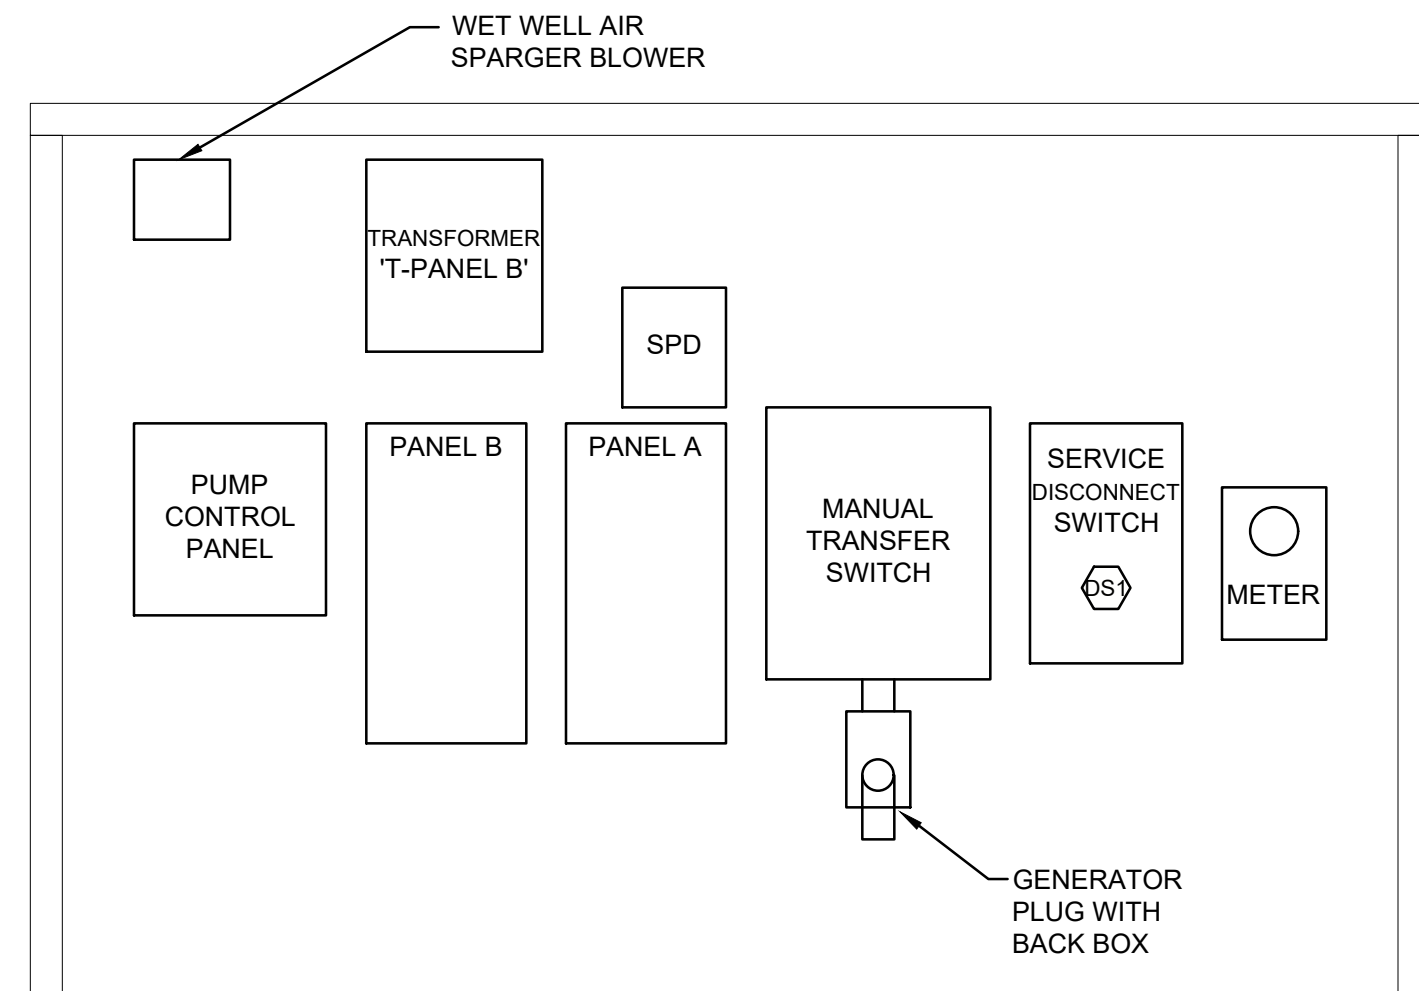 WET WELL AIR
SPARGER BLOWER
TRANSFORMER
'T-PANEL B'
SPD
PUMP
CONTROL
PANEL
PANEL B
PANEL A
MANUAL
TRANSFER
SWITCH
SERVICE
DISCONNECT
SWITCH
DS1
METER
GENERATOR
PLUG WITH
BACK BOX